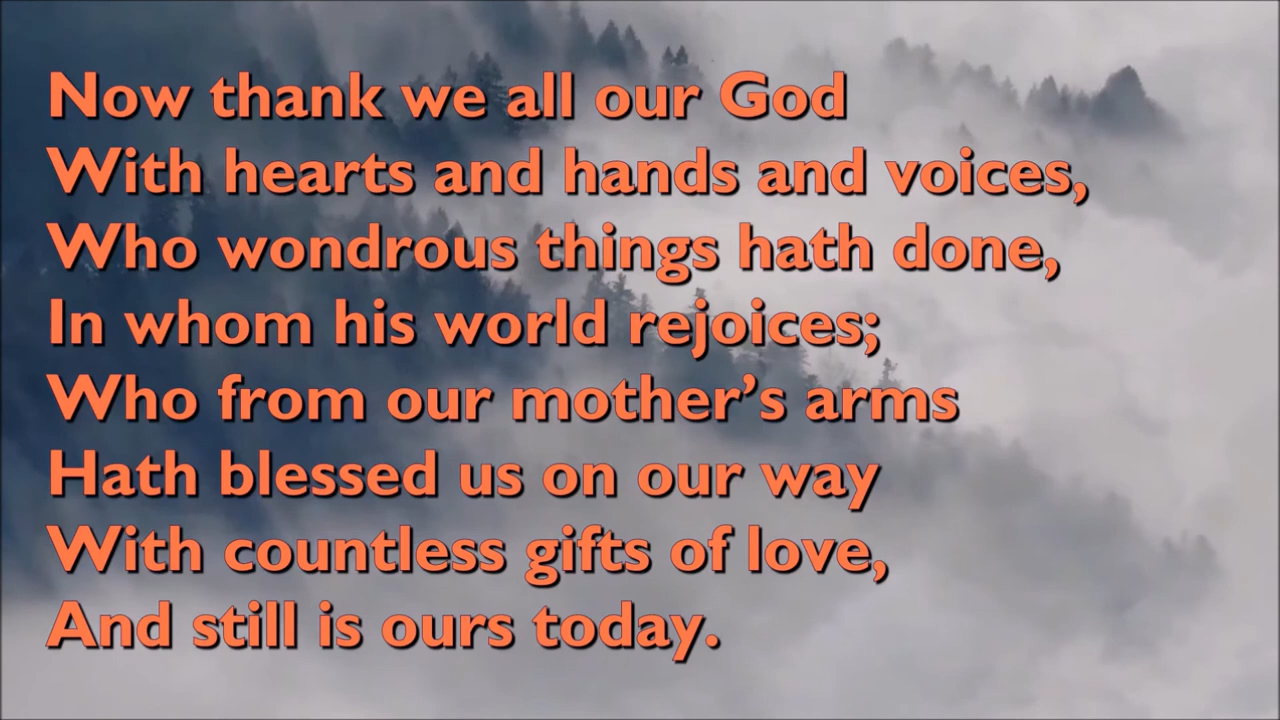 Now thank we all our God
With hearts and hands and voices,
Who wondrous things hath done,
In whom his world rejoices;
Who from our mother’s arms
Hath blessed us on our way
With countless gifts of love,
And still is ours today.